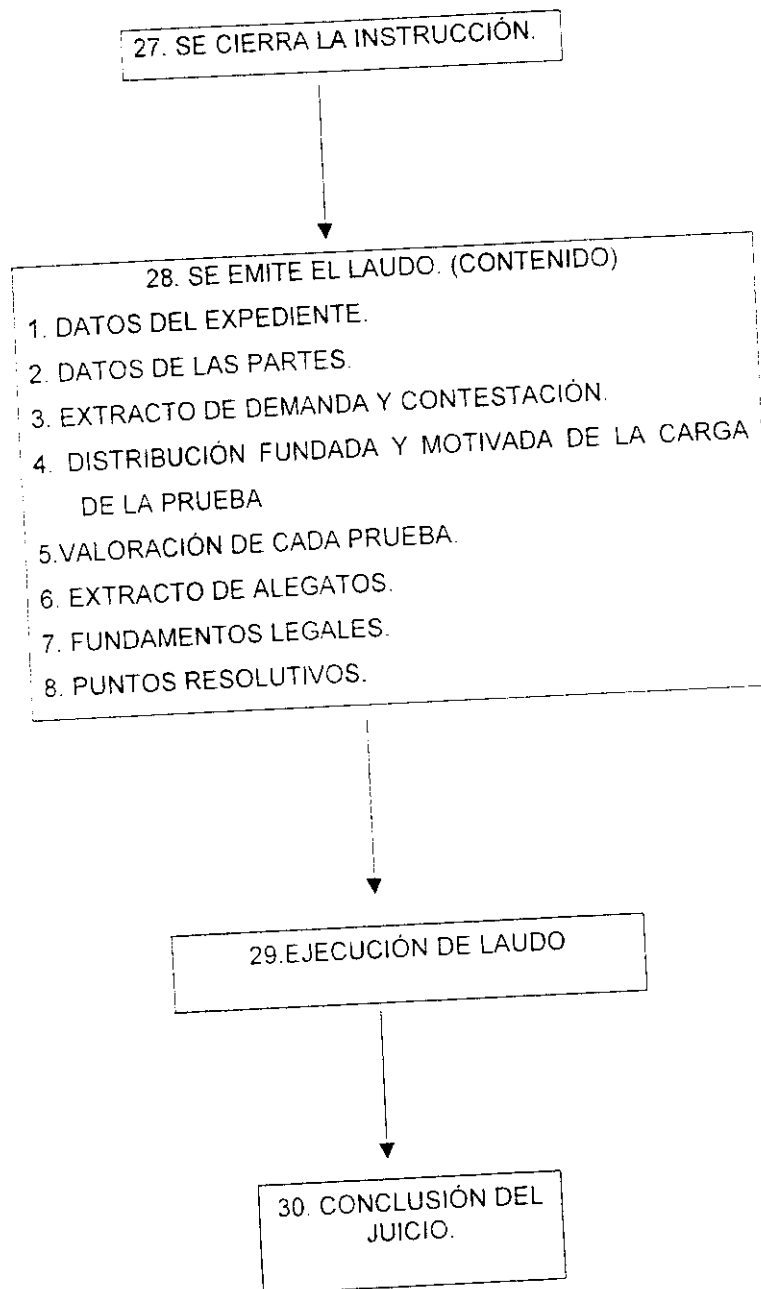 27. SE CIERRA LA INSTRUCCIÓN.
28. SE EMITE EL LAUDO. (CONTENIDO)
1. DATOS DEL EXPEDIENTE.
2. DATOS DE LAS PARTES.
3. EXTRACTO DE DEMANDA Y CONTESTACIÓN.
4. DISTRIBUCIÓN FUNDADA Y MOTIVADA DE LA CARGA
DE LA PRUEBA
5.VALORACIÓN DE CADA PRUEBA.
6. EXTRACTO DE ALEGATOS.
7. FUNDAMENTOS LEGALES.
8. PUNTOS RESOLUTIVOS.
29.EJECUCIÓN DE LAUDO
30. CONCLUSIÓN DEL
JUICIO.